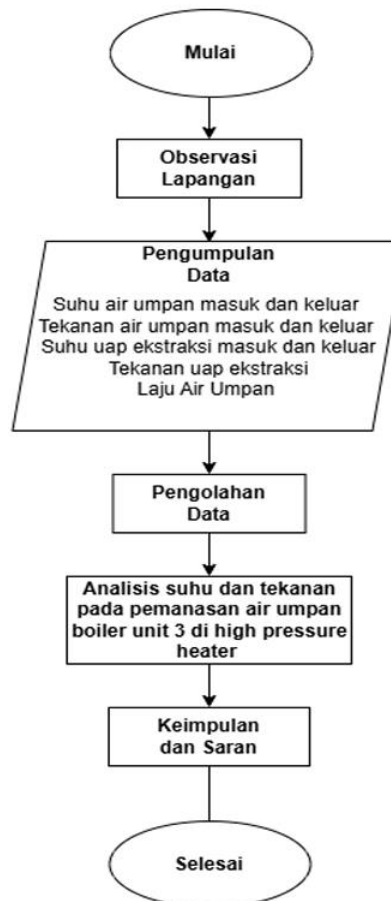 Mulai
Observasi
Lapangan
Pengumpulan
Data
Suhu air umpan masuk dan keluar
Tekanan air umpan masuk dan keluar
Suhu uap ekstraksi masuk dan keluar
Tekanan uap ekstraksi
Laju Air Umpan
Pengolahan
Data
Analisis suhu dan tekanan
pada pemanasan air umpan
boiler unit 3 di high pressure
heater
Keimpulan
dan Saran
Selesai